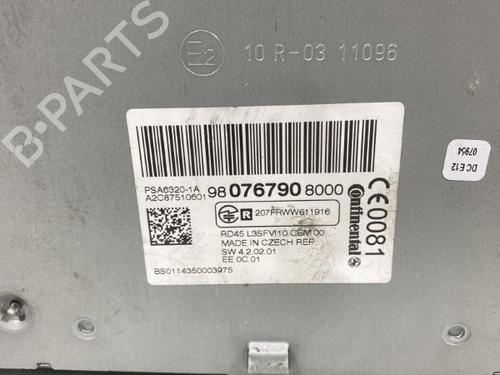 E2 10 R-03 11096
PSA6320-1A
A2C87510601
98 076790 8000
R 207FRWW611916
RD45 L3SFVI10 CEM 00
MADE IN CZECH REP.
SW 4.2.02.01
EE 0C.01
BS0114350003975
CE0081
Continental
DC E12
07954
B-PARTS